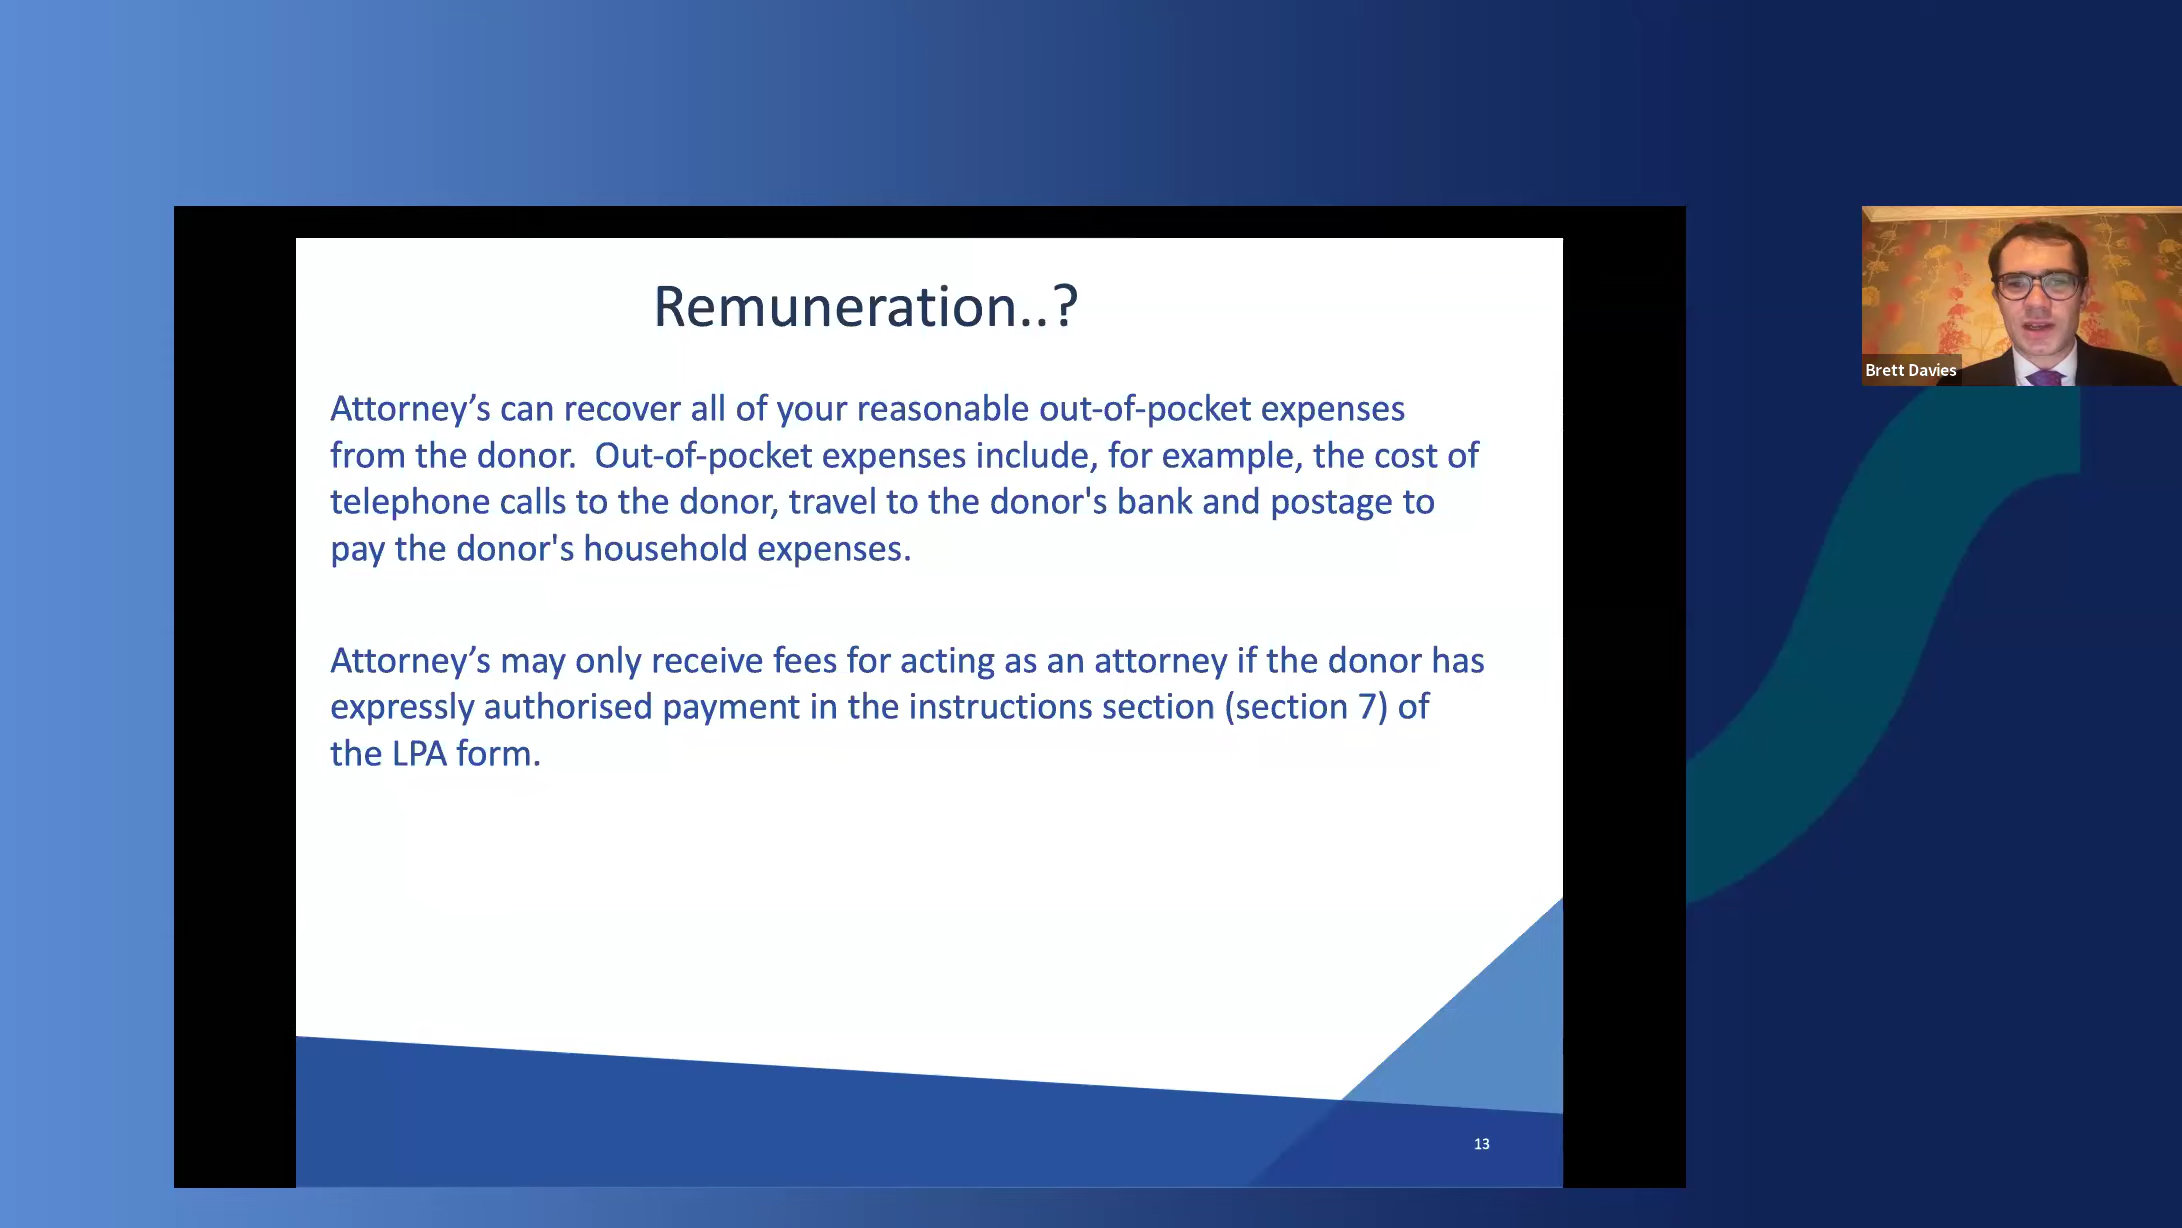 Remuneration..?
Attorney’s can recover all of your reasonable out-of-pocket expenses
from the donor.  Out-of-pocket expenses include, for example, the cost of
telephone calls to the donor, travel to the donor's bank and postage to
pay the donor's household expenses.
Attorney’s may only receive fees for acting as an attorney if the donor has
expressly authorised payment in the instructions section (section 7) of
the LPA form.
13
Brett Davies